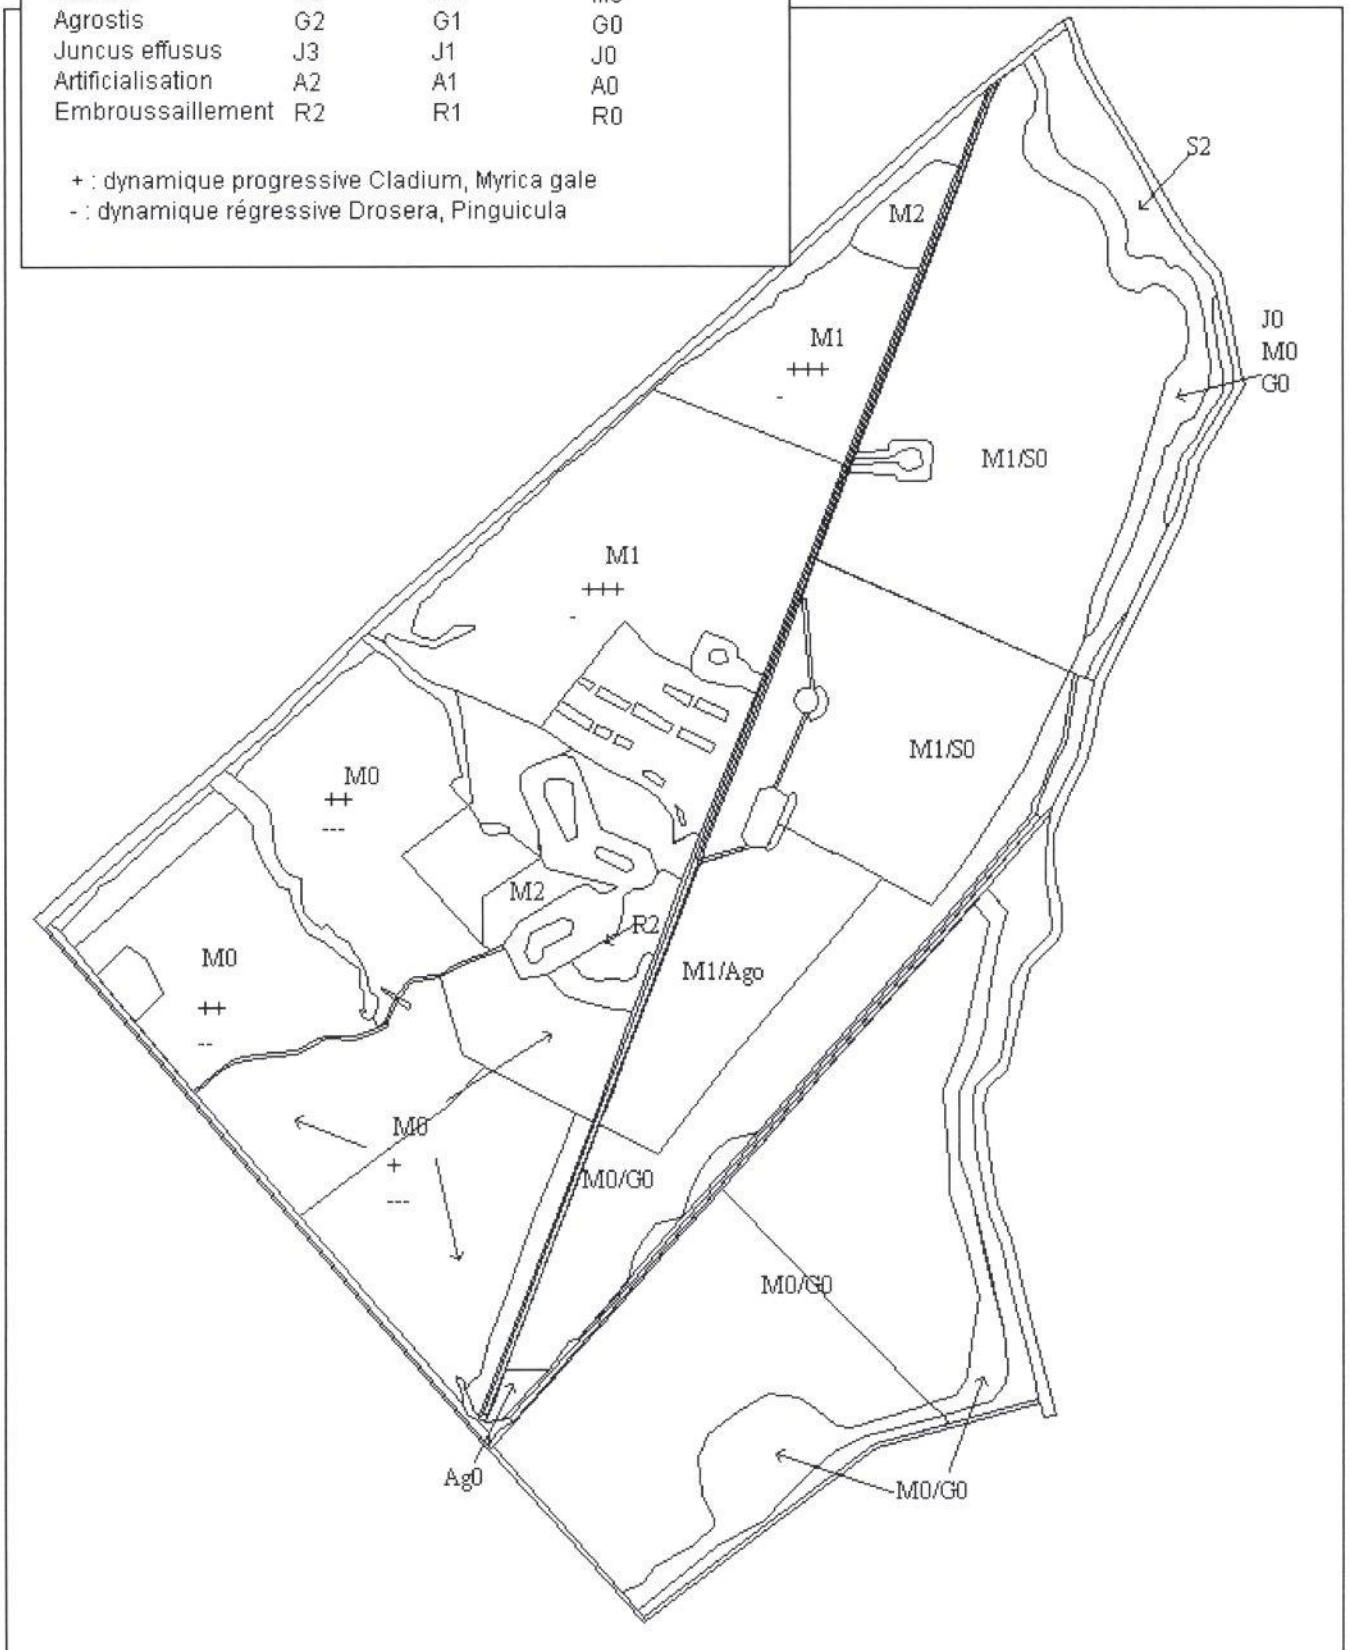 Agrostis G2 G1 G0
Juncus effusus J3 J1 J0
Artificialisation A2 A1 A0
Embroussaillement R2 R1 R0
+ : dynamique progressive Cladium, Myrica gale
- : dynamique régressive Drosera, Pinguicula
S2
M2
J0
M0
G0
M1
+++
-
M1/S0
M1
+++
-
M1/S0
M0
++
---
M2
R2
M0
++
--
M1/Ago
M0
+
---
M0/G0
M0/G0
Ag0
M0/G0